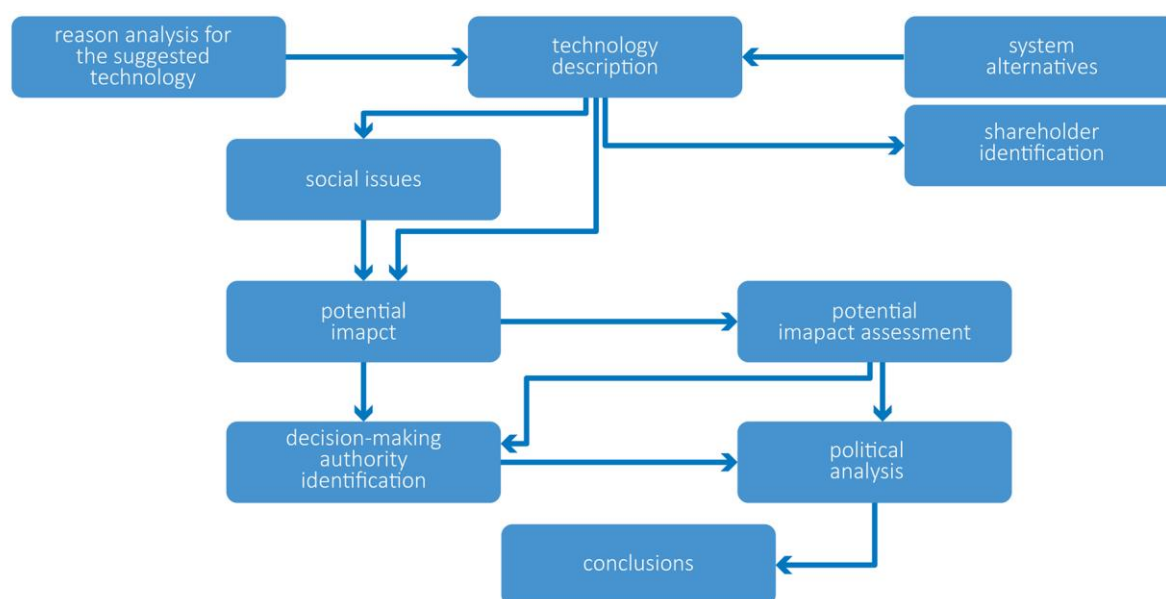 reason analysis for
the suggested
technology
technology
description
system
alternatives
shareholder
identification
social issues
potential
imapct
potential
imapact assessment
decision-making
authority
identification
political
analysis
conclusions